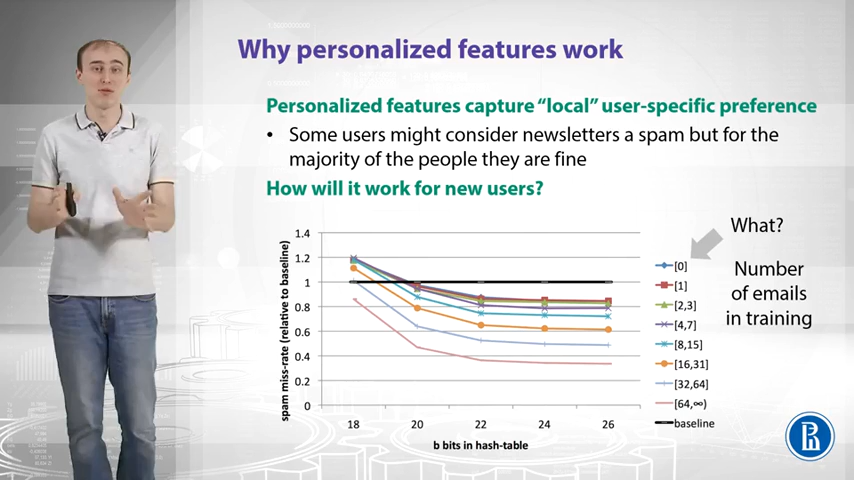 Why personalized features work
Personalized features capture “local” user-specific preference
• Some users might consider newsletters a spam but for the
majority of the people they are fine
How will it work for new users?
What?
Number
of emails
in training
spam miss-rate (relative to baseline)
1.4
1.2
1
0.8
0.6
0.4
0.2
0
18
20
22
24
26
b bits in hash-table
[0]
[1]
[2,3]
[4,7]
[8,15]
[16,31]
[32,64]
[64,∞)
baseline